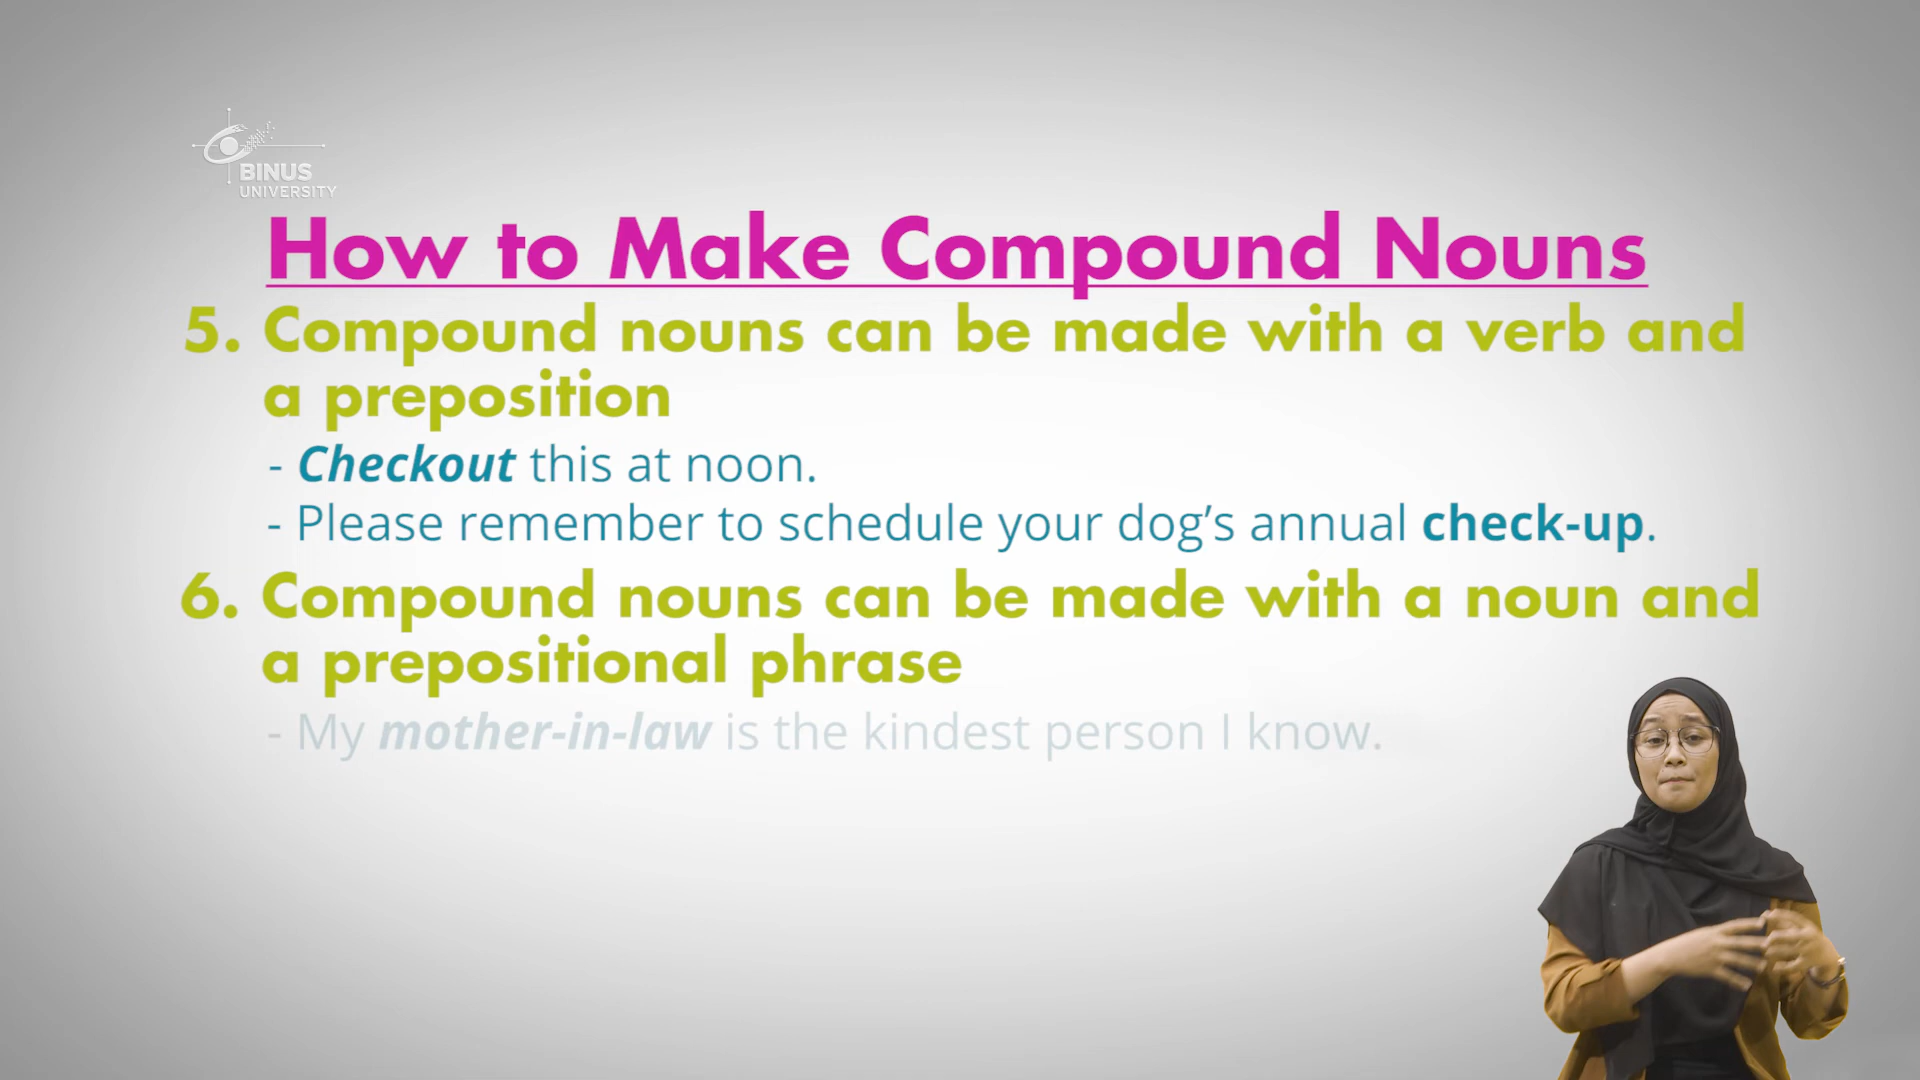 BINUS
UNIVERSITY
How to Make Compound Nouns
5. Compound nouns can be made with a verb and
a preposition
- Checkout this at noon.
- Please remember to schedule your dog’s annual check-up.
6. Compound nouns can be made with a noun and
a prepositional phrase
- My mother-in-law is the kindest person I know.